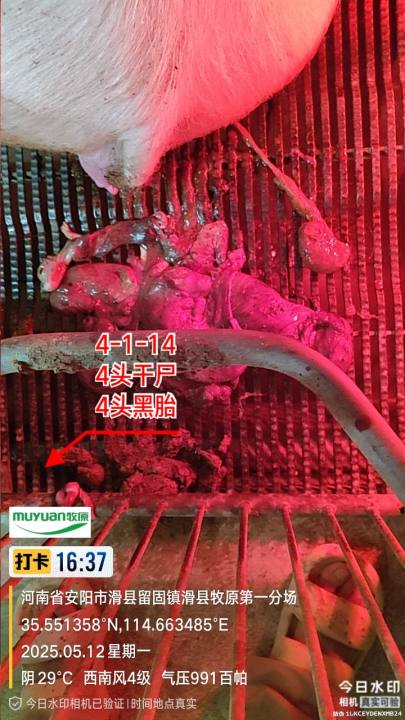 4-1-14
4头干尸
4头黑胎
muyuan牧原
打卡 16:37
河南省安阳市滑县留固镇滑县牧原第一分场
35.551358°N,114.663485°E
2025.05.12 星期一
阴 29°C 西南风4级 气压991百帕
今日水印相机已验证 | 时间地点真实
今日水印
相机 真实可验
防伪 1UKCEYDENXMB24